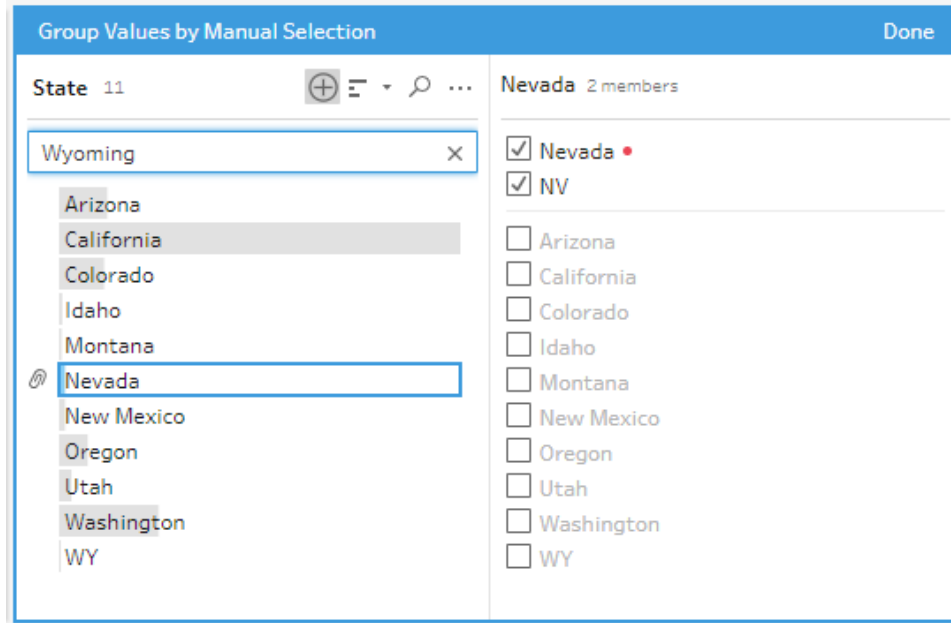 Group Values by Manual Selection Done
State 11
Wyoming
Arizona
California
Colorado
Idaho
Montana
Nevada
New Mexico
Oregon
Utah
Washington
WY
Nevada 2 members
Nevada
NV
Arizona
California
Colorado
Idaho
Montana
New Mexico
Oregon
Utah
Washington
WY